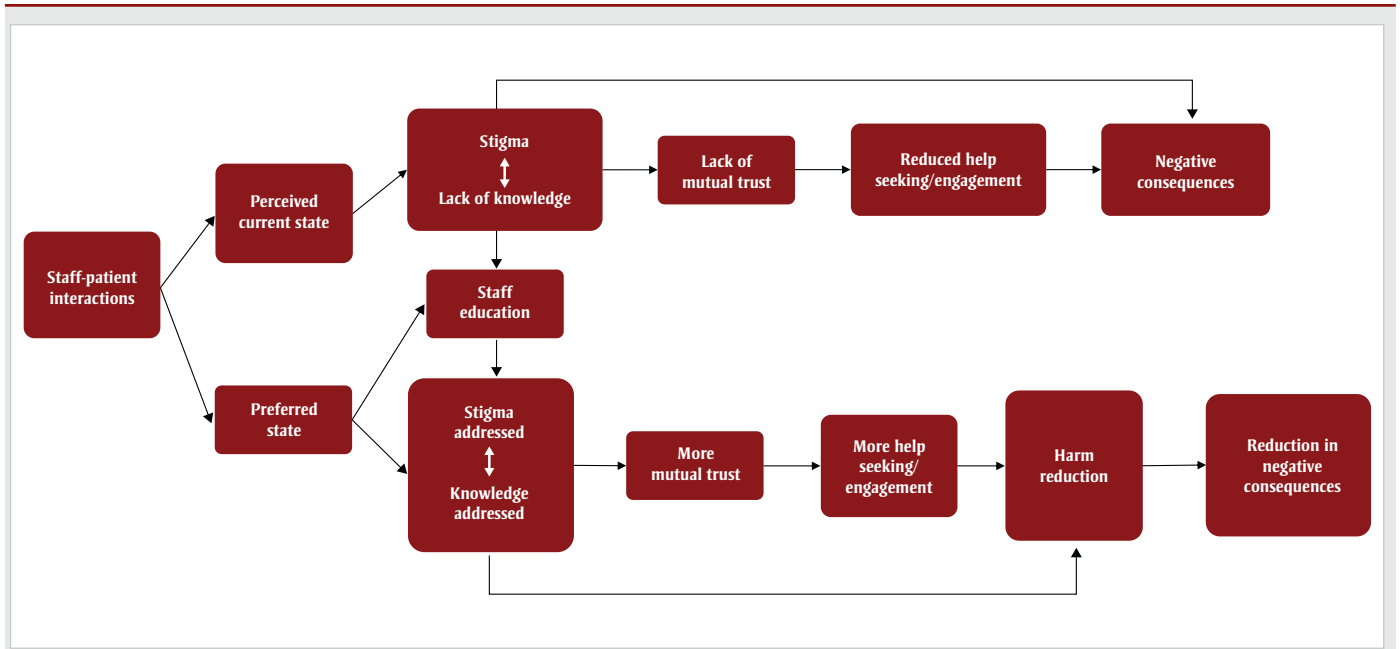 Staff-patient
interactions
Perceived
current state
Preferred
state
Stigma
Lack of knowledge
Staff
education
Stigma
addressed
Knowledge
addressed
Lack of
mutual trust
Reduced help
seeking/engagement
Negative
consequences
More
mutual trust
More help
seeking/
engagement
Harm
reduction
Reduction in
negative
consequences